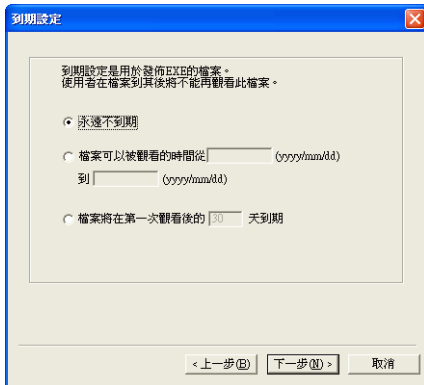 到期設定
到期設定是用於發佈EXE的檔案。
使用者在檔案到其後將不能再觀看此檔案。
永遠不到期
檔案可以被觀看的時間從 (yyyy/mm/dd)
到 (yyyy/mm/dd)
檔案將在第一次觀看後的 30 天到期
<上一步(B) 下一步(N)> 取消